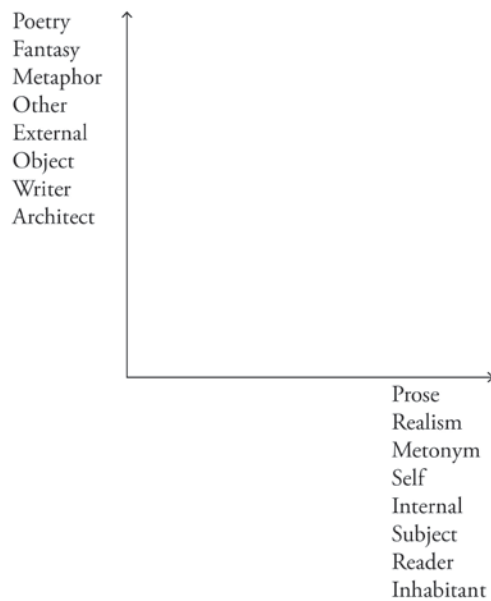 Poetry
Fantasy
Metaphor
Other
External
Object
Writer
Architect
Prose
Realism
Metonym
Self
Internal
Subject
Reader
Inhabitant